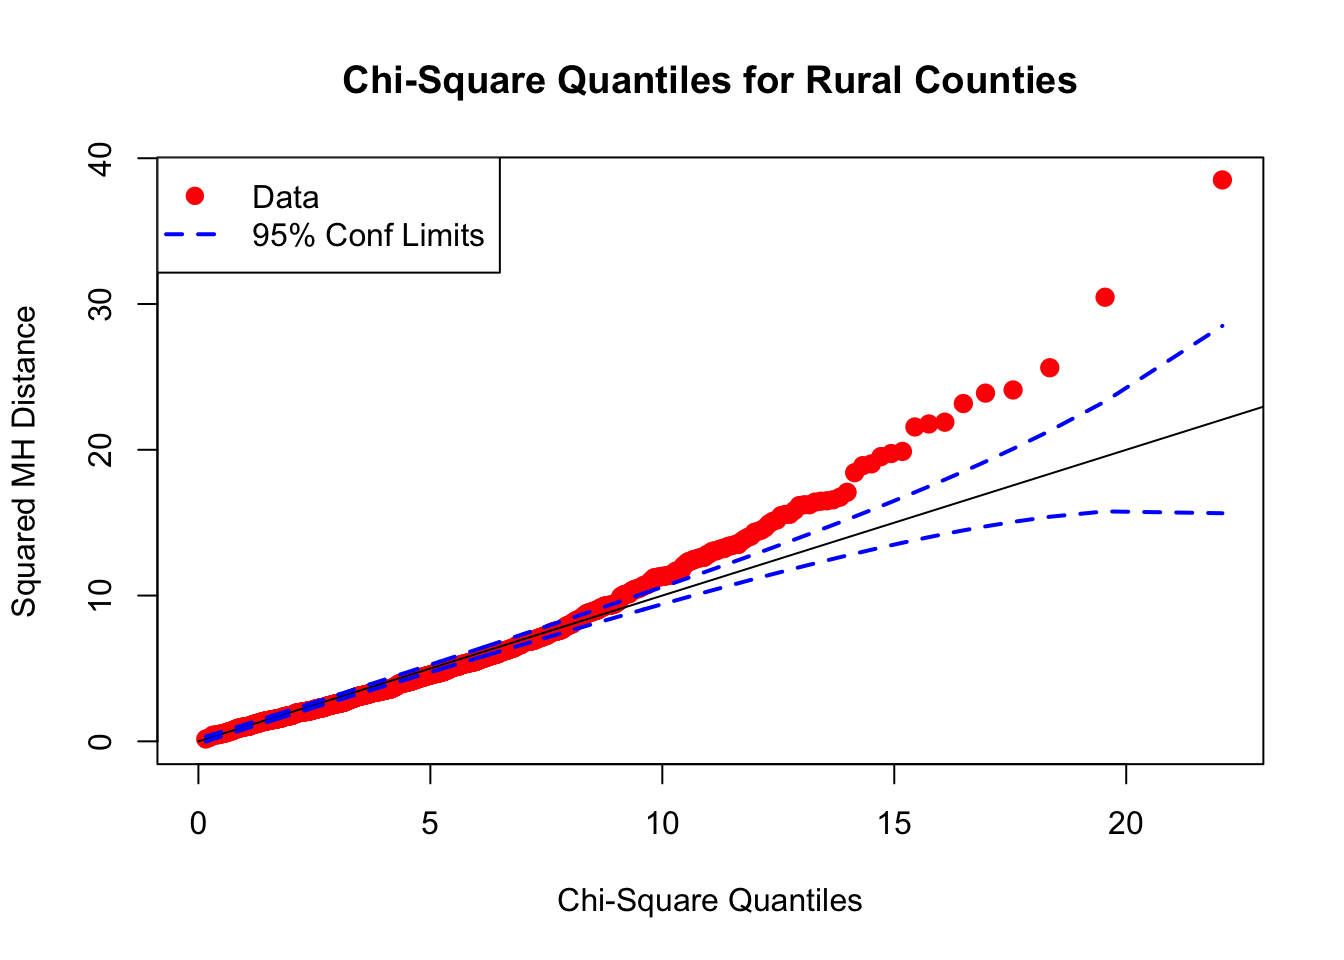 Chi-Square Quantiles for Rural Counties
Data
95% Conf Limits
Squared MH Distance
40
30
20
10
0
0 5 10 15 20
Chi-Square Quantiles